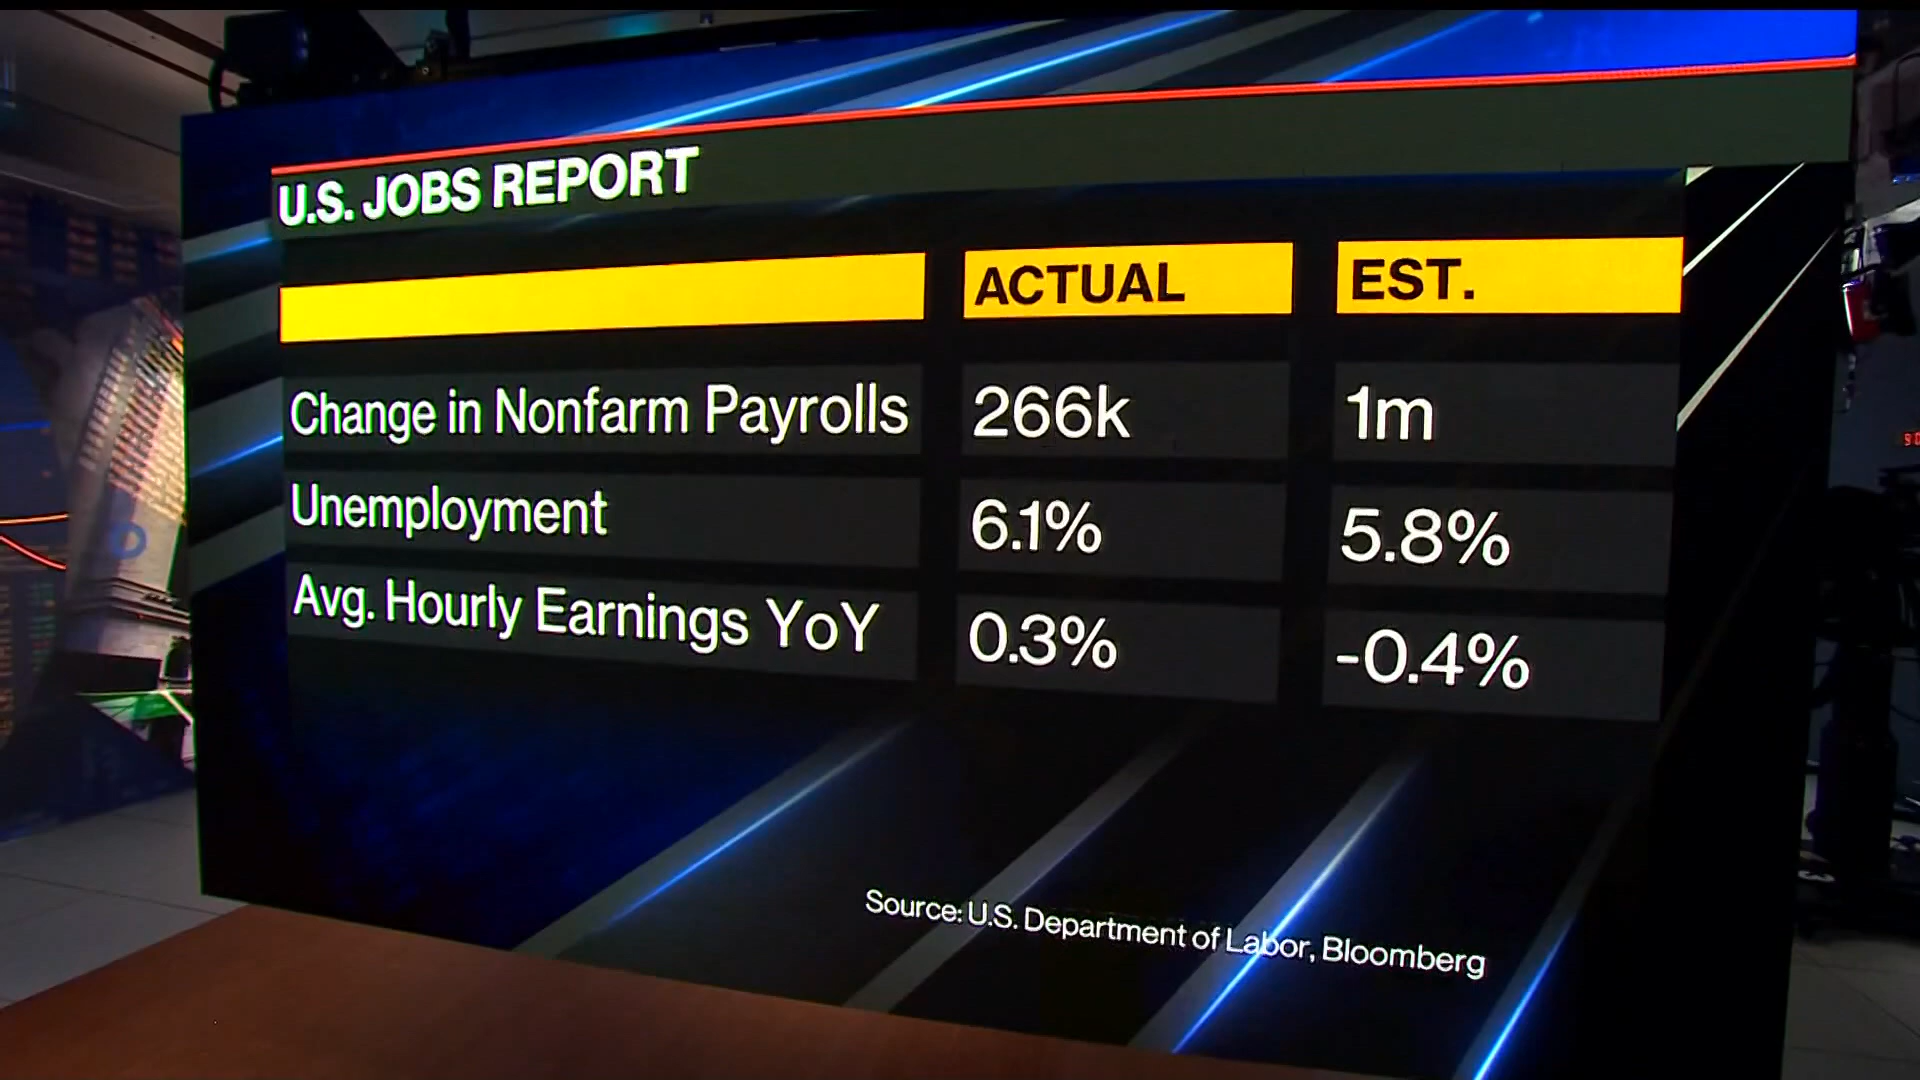 U.S. JOBS REPORT
ACTUAL EST.
Change in Nonfarm Payrolls 266k 1m
Unemployment 6.1% 5.8%
Avg. Hourly Earnings YoY 0.3% -0.4%
Source: U.S. Department of Labor, Bloomberg